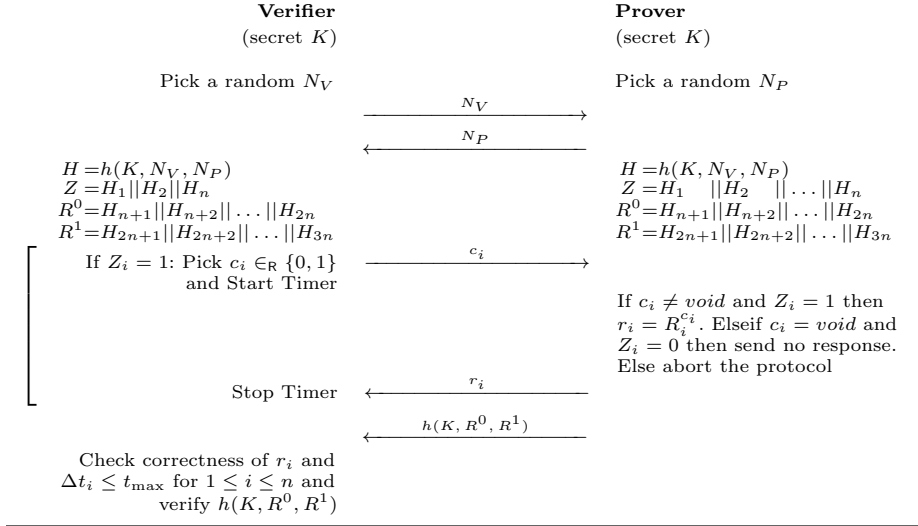 Verifier Prover
(secret K) (secret K)
Pick a random N_V Pick a random N_P
N_V
N_P
H =h(K, N_V, N_P) H =h(K, N_V, N_P)
Z =H_1||H_2||H_n Z =H_1 ||H_2 || . . . ||H_n
R^0=H_{n+1}||H_{n+2}|| . . . ||H_{2n} R^0=H_{n+1}||H_{n+2}|| . . . ||H_{2n}
R^1=H_{2n+1}||H_{2n+2}|| . . . ||H_{3n} R^1=H_{2n+1}||H_{2n+2}|| . . . ||H_{3n}
If Z_i = 1: Pick c_i ∈_R {0, 1} c_i
and Start Timer
If c_i ≠ void and Z_i = 1 then
r_i = R_i^{c_i}. Elseif c_i = void and
Z_i = 0 then send no response.
Else abort the protocol
Stop Timer r_i
h(K, R^0, R^1)
Check correctness of r_i and
Δt_i ≤ t_max for 1 ≤ i ≤ n and
verify h(K, R^0, R^1)